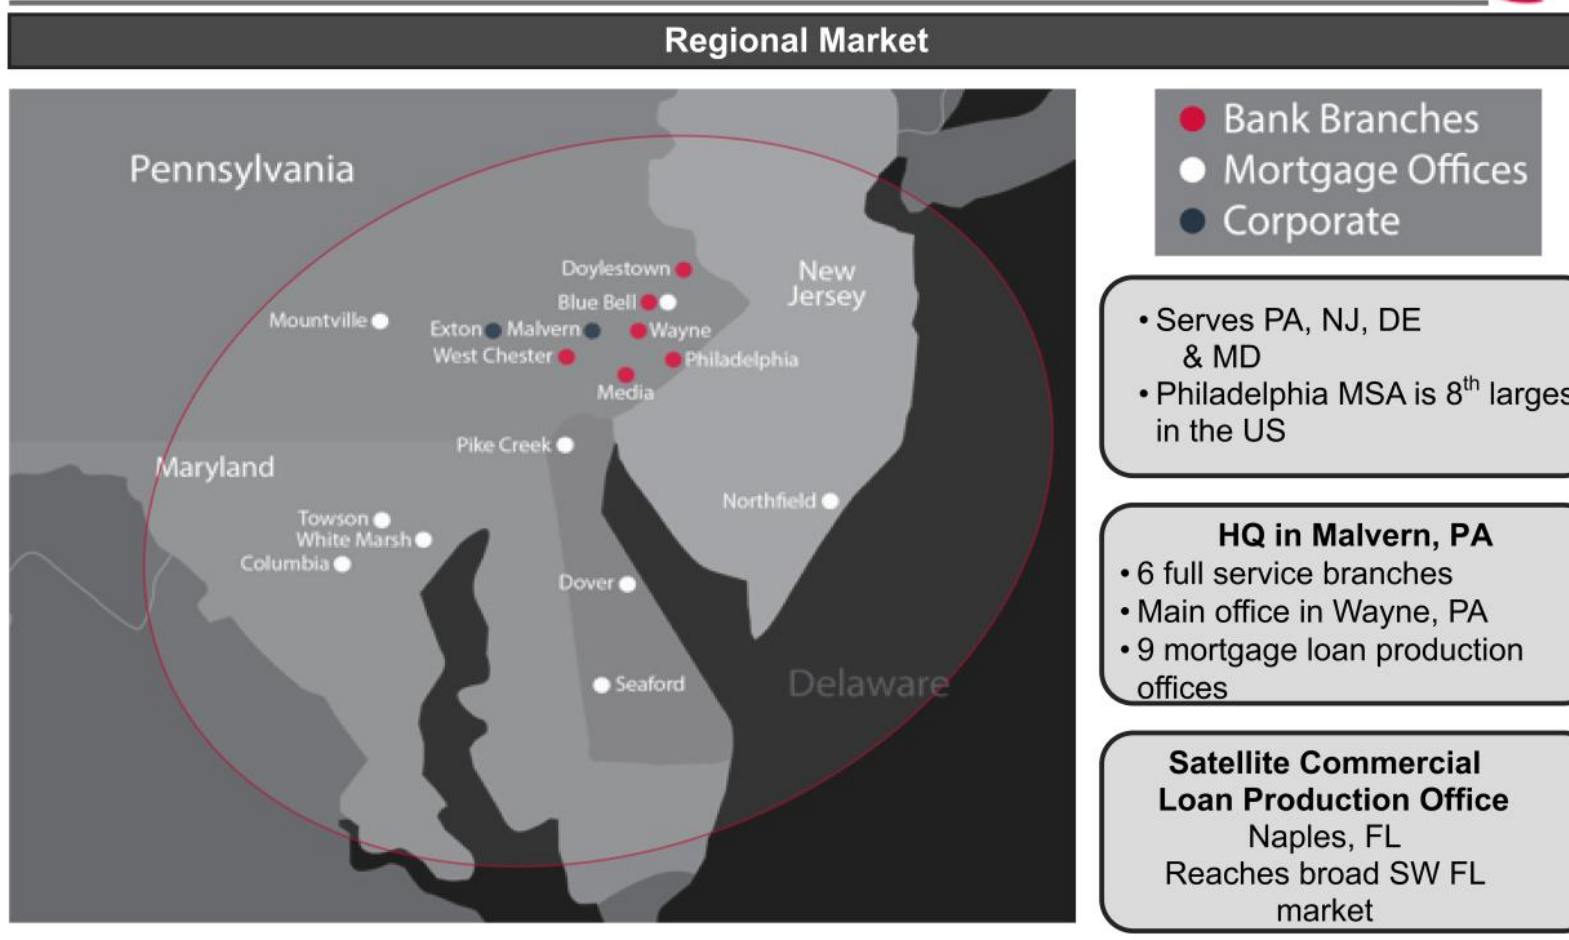 Regional Market
Pennsylvania
New
Jersey
Doylestown
Blue Bell
Mountville
Exton
Malvern
Wayne
West Chester
Philadelphia
Media
Pike Creek
Maryland
Northfield
Towson
White Marsh
Columbia
Dover
Seaford
Delaware
Bank Branches
Mortgage Offices
Corporate
• Serves PA, NJ, DE
& MD
• Philadelphia MSA is 8th larges
in the US
HQ in Malvern, PA
• 6 full service branches
• Main office in Wayne, PA
• 9 mortgage loan production
offices
Satellite Commercial
Loan Production Office
Naples, FL
Reaches broad SW FL
market